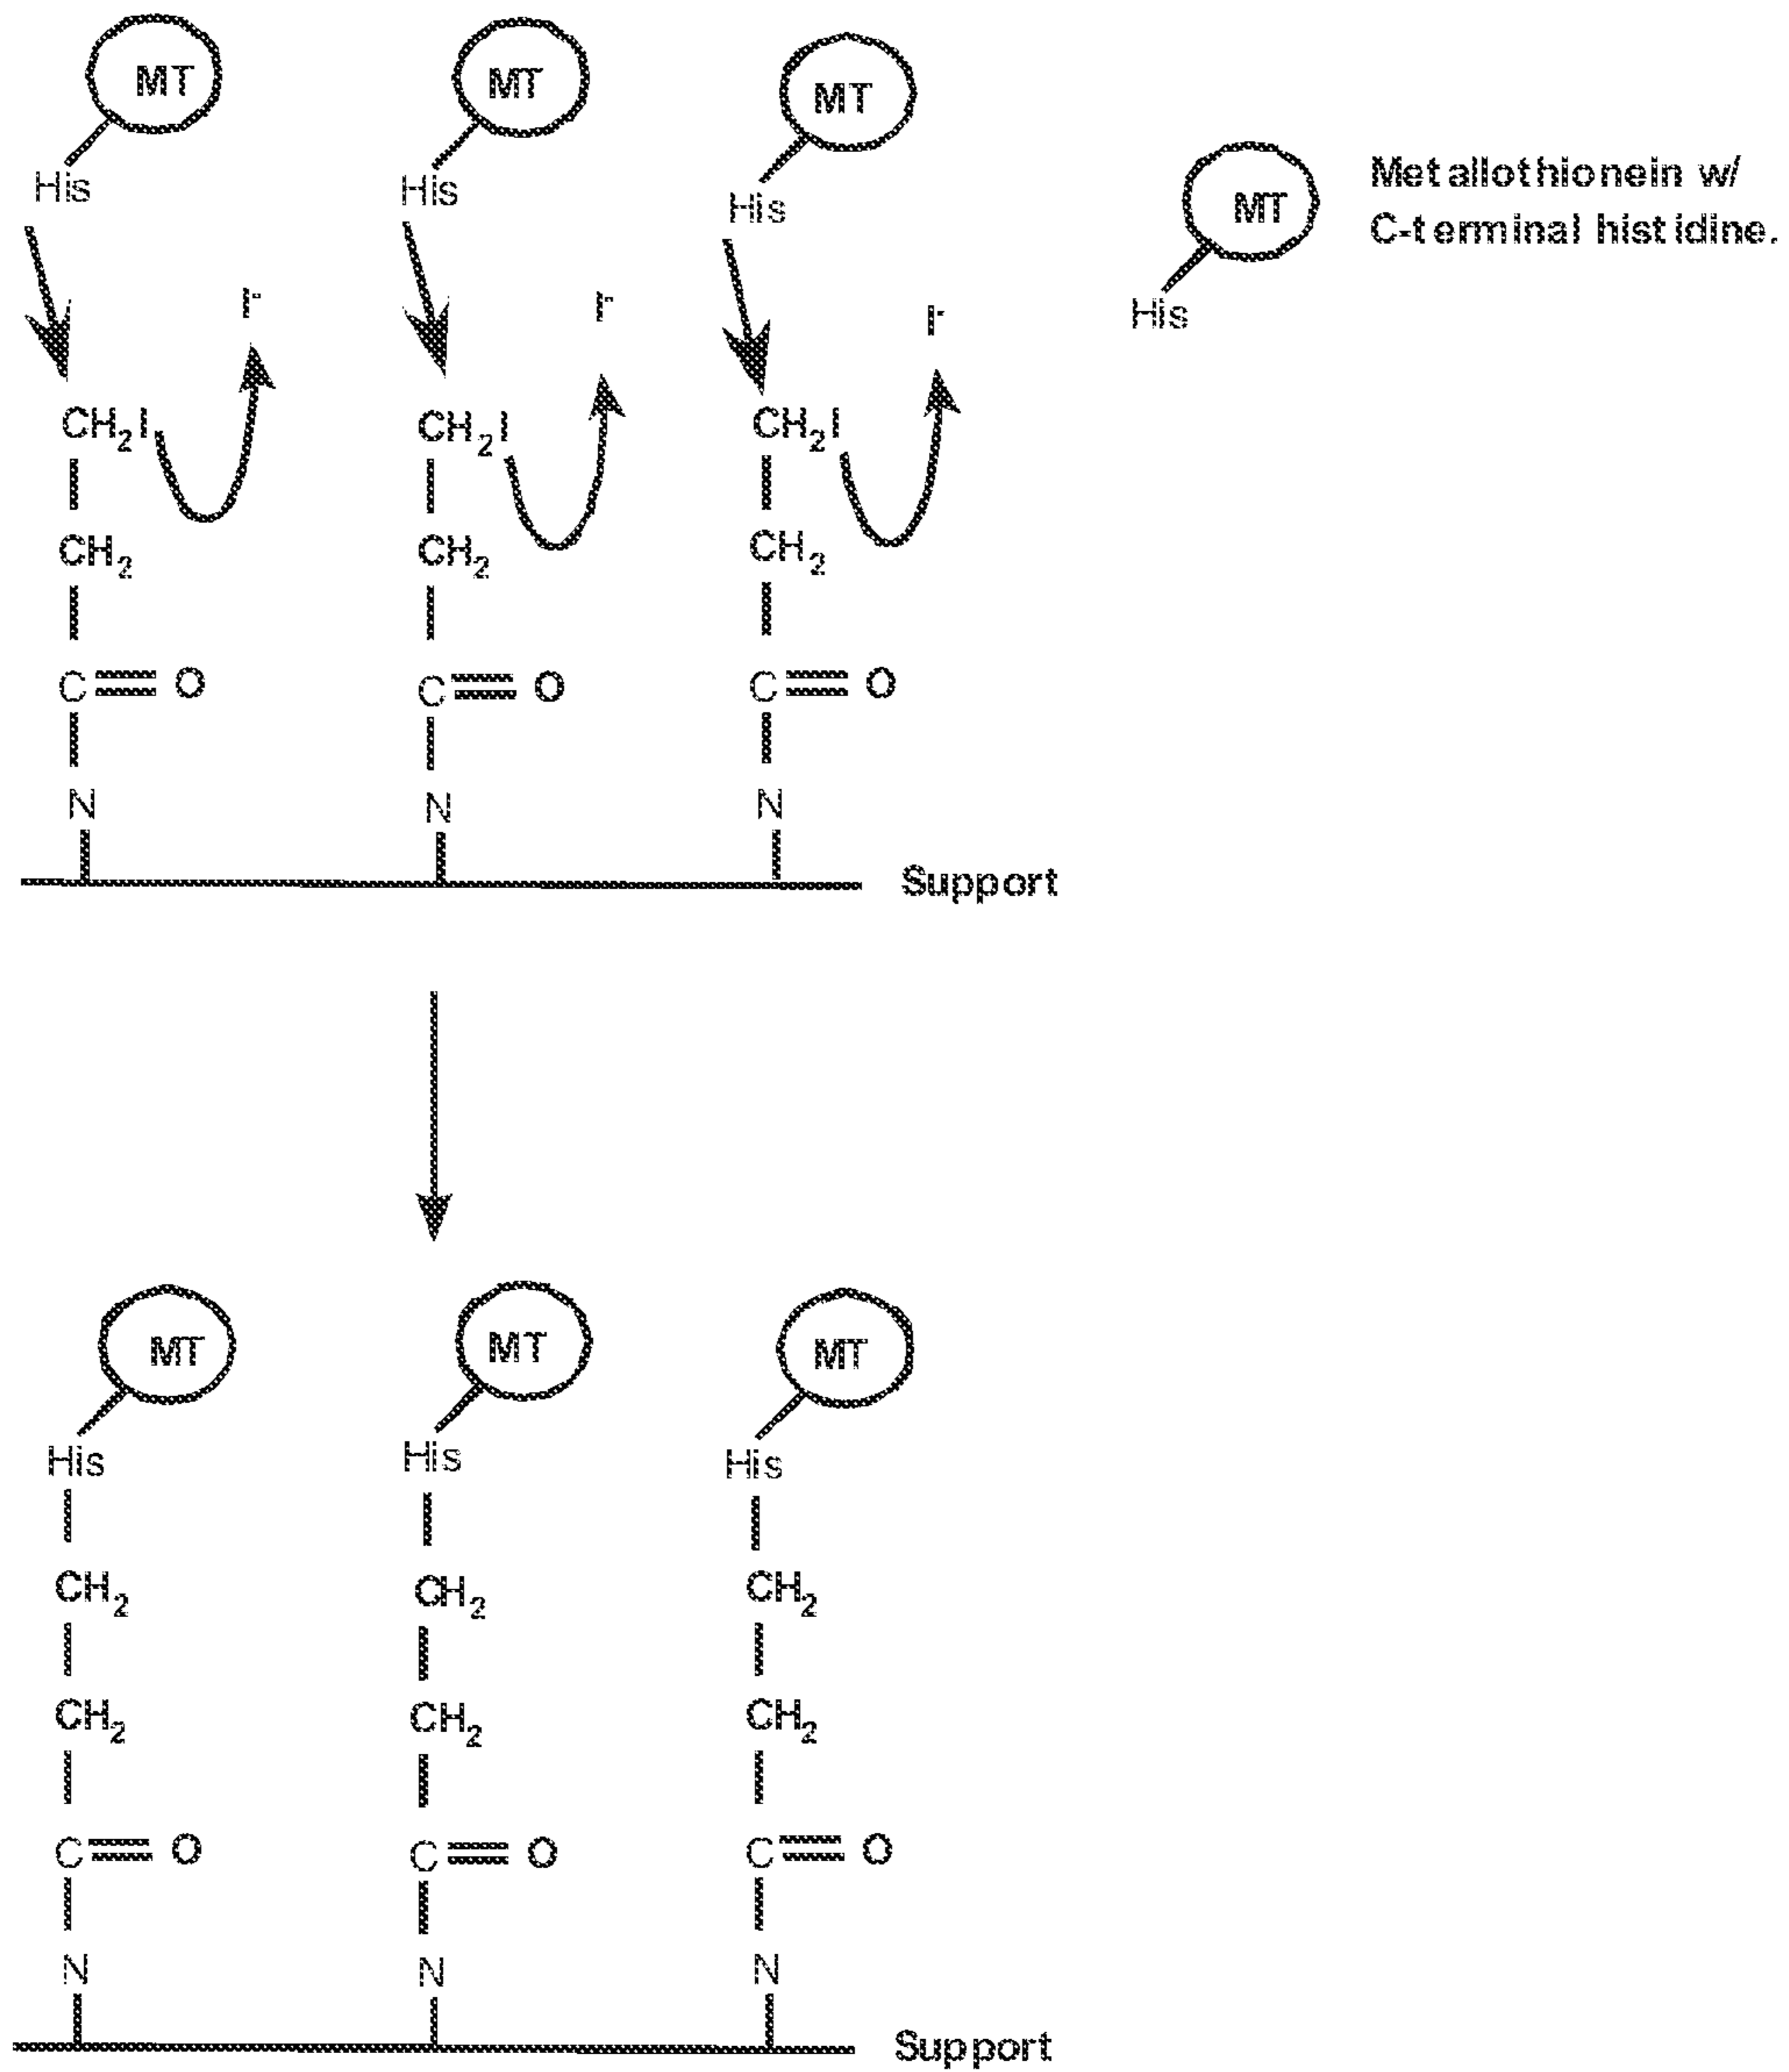 MT MT MT
His His His
MT Metallothionein w/
C-terminal histidine.
His
I- I- I-
CH2I CH2I CH2I
CH2 CH2 CH2
C=O C=O C=O
N N N
Support
MT MT MT
His His His
CH2 CH2 CH2
CH2 CH2 CH2
C=O C=O C=O
N N N
Support